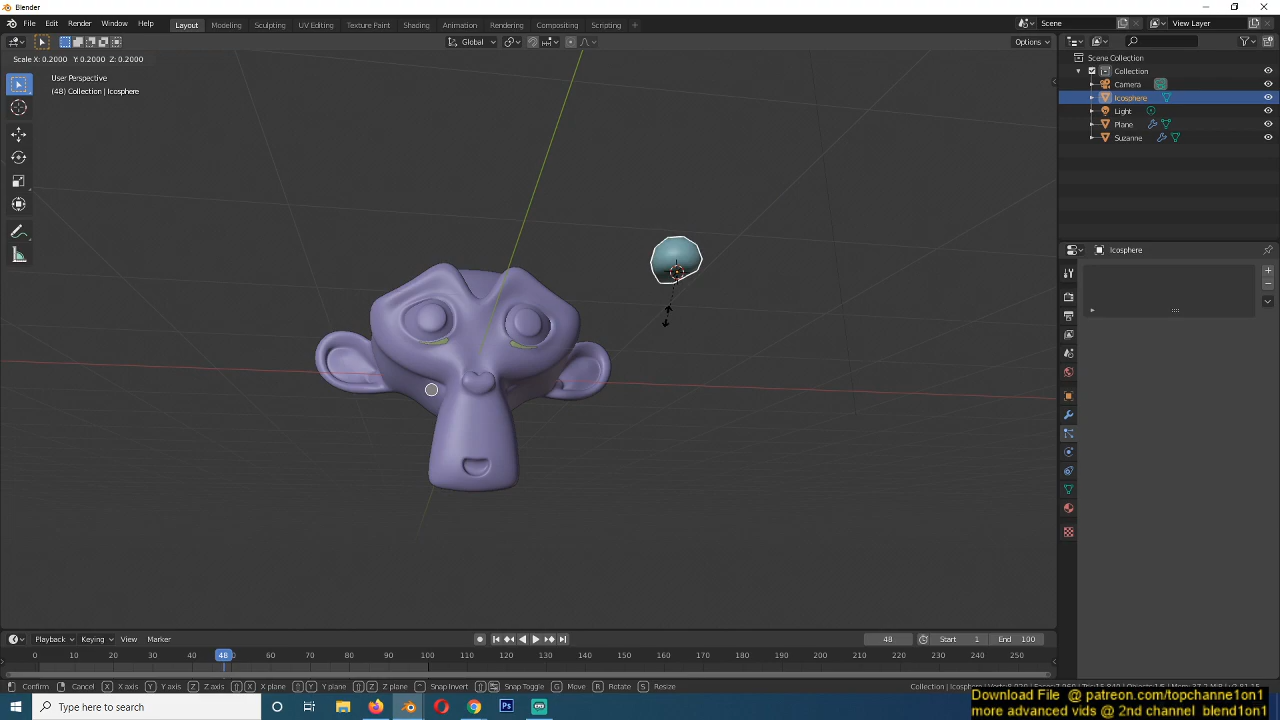 Blender
File Edit Render Window Help Layout Modeling Sculpting UV Editing Texture Paint Shading Animation Rendering Compositing Scripting + Scene View Layer
Global Options
Scale X: 0.2000 Y: 0.2000 Z: 0.2000
User Perspective
(48) Collection | Icosphere
Scene Collection
Collection
Camera
Icosphere
Light
Plane
Suzanne
Icosphere
Playback Keying View Marker 48 Start 1 End 100
0 10 20 30 40 48 60 70 80 90 100 110 120 130 140 150 160 170 180 190 200 210 220 230 240 250
Confirm Cancel X X axis Y Y axis Z Z axis X X plane Y Y plane Z Z plane Snap Invert Snap Toggle G Move R Rotate S Resize
Type here to search
Download File @ patreon.com/topchanne1on1
more advanced vids @ 2nd channel blend1on1